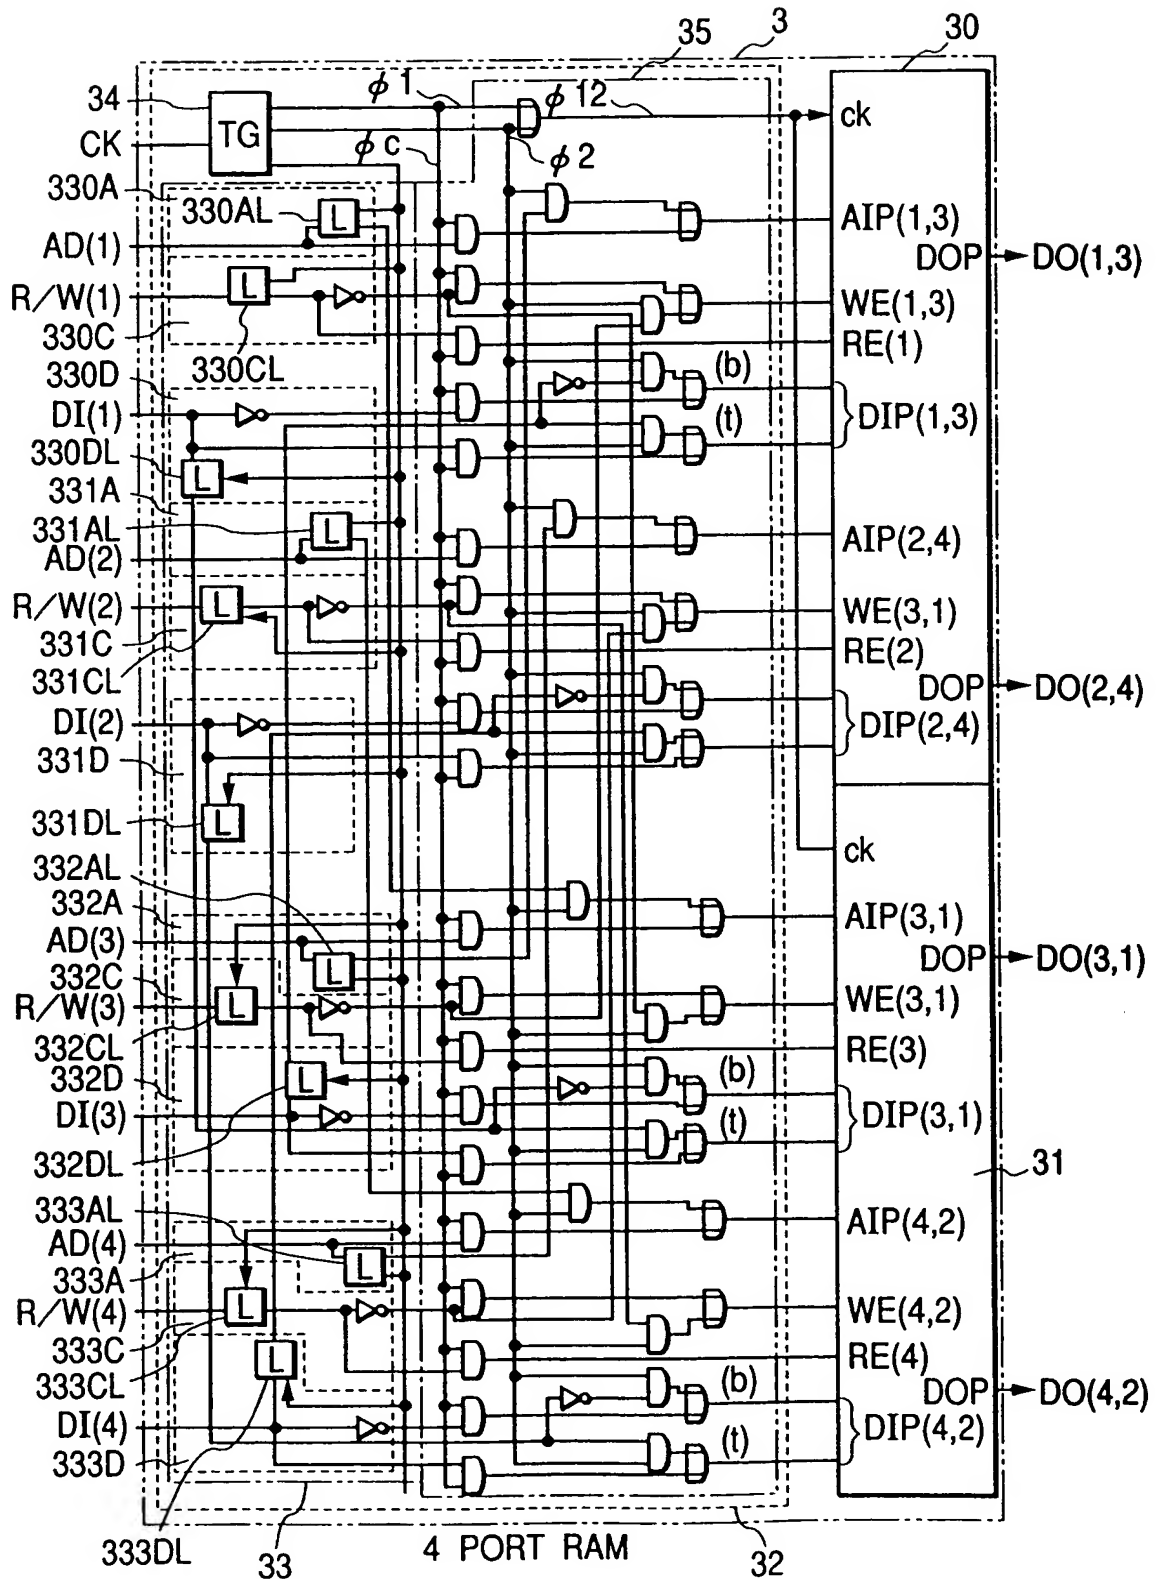 3
35
30
34
φ1
φ12
ck
CK
TG
φc
φ2
330A
330AL
L
AD(1)
AIP(1,3)
DOP
DO(1,3)
R/W(1)
L
WE(1,3)
330C
330CL
RE(1)
330D
(b)
DI(1)
(t)
DIP(1,3)
330DL
L
331A
331AL
L
AD(2)
AIP(2,4)
R/W(2)
L
WE(3,1)
331C
RE(2)
331CL
DOP
DO(2,4)
DI(2)
DIP(2,4)
331D
331DL
L
ck
332AL
332A
AIP(3,1)
AD(3)
L
DOP
DO(3,1)
332C
R/W(3)
L
WE(3,1)
332CL
RE(3)
332D
L
(b)
DI(3)
DIP(3,1)
(t)
332DL
31
333AL
AIP(4,2)
AD(4)
333A
L
R/W(4)
L
WE(4,2)
333C
RE(4)
333CL
L
(b)
DOP
DO(4,2)
DI(4)
DIP(4,2)
333D
(t)
333DL
33
4 PORT RAM
32